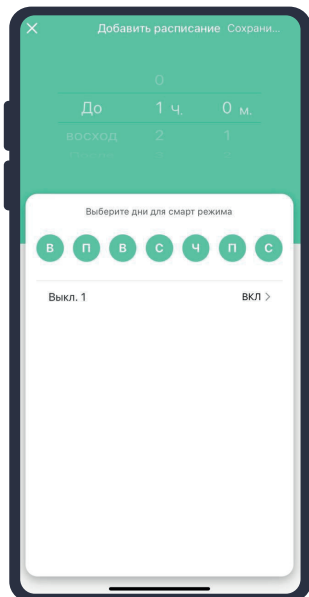 × Добавить расписание Сохрани...
0
До 1 ч. 0 м.
восход 2 1
Выберите дни для смарт режима
В П В С Ч П С
Выкл. 1 ВКЛ >